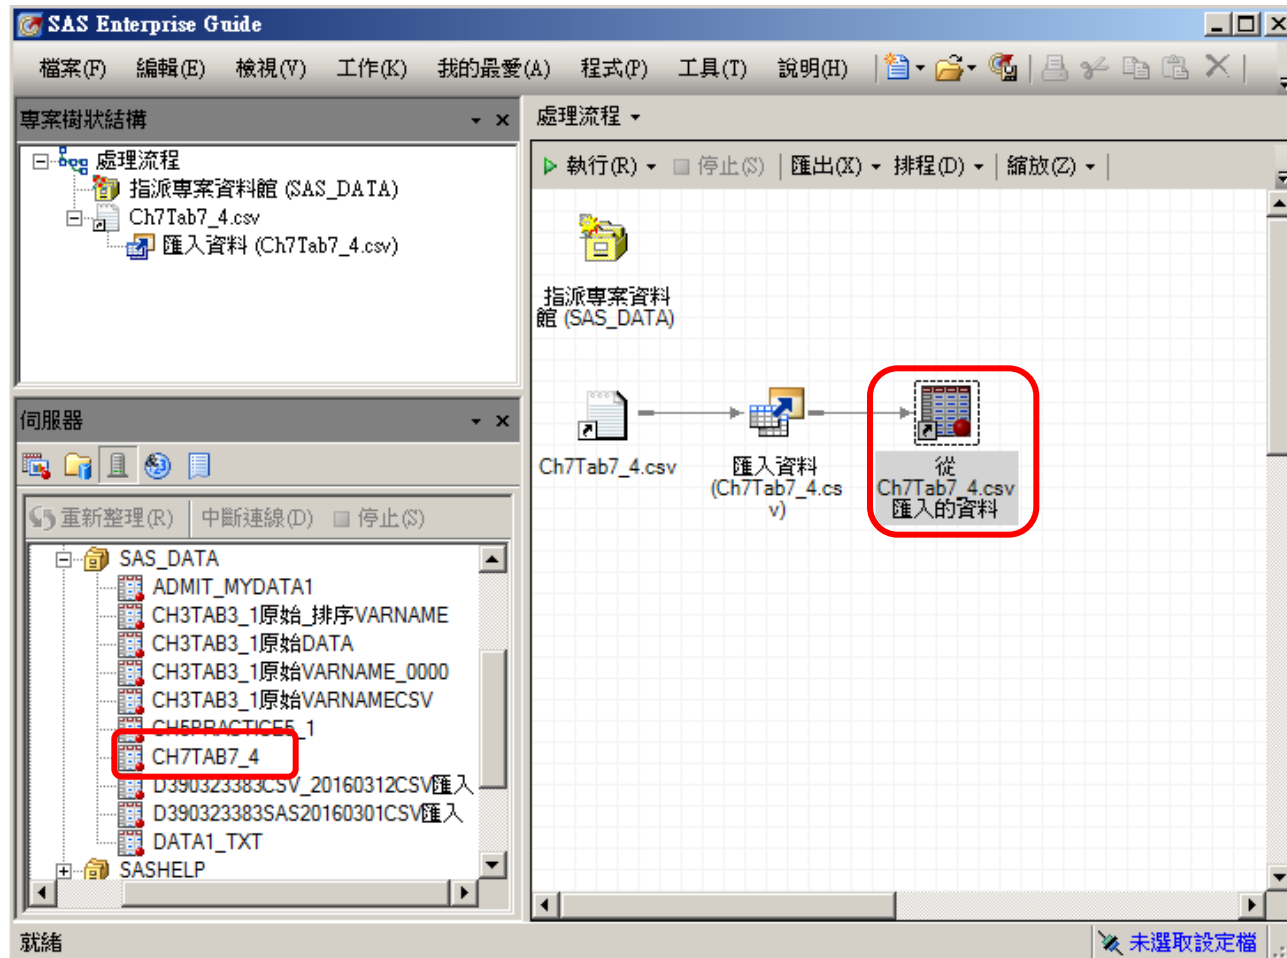 SAS Enterprise Guide
檔案(F) 編輯(E) 檢視(V) 工作(K) 我的最愛(A) 程式(P) 工具(T) 說明(H)
專案樹狀結構
處理流程
指派專案資料館 (SAS_DATA)
Ch7Tab7_4.csv
匯入資料 (Ch7Tab7_4.csv)
伺服器
重新整理(R) 中斷連線(D) 停止(S)
SAS_DATA
ADMIT_MYDATA1
CH3TAB3_1原始_排序VARNAME
CH3TAB3_1原始DATA
CH3TAB3_1原始VARNAME_0000
CH3TAB3_1原始VARNAMECSV
CH5PRACTICE5_1
CH7TAB7_4
D390323383CSV_20160312CSV匯入
D390323383SAS20160301CSV匯入
DATA1_TXT
SASHELP
處理流程
執行(R) 停止(S) 匯出(X) 排程(D) 縮放(Z)
指派專案資料
館 (SAS_DATA)
Ch7Tab7_4.csv
匯入資料
(Ch7Tab7_4.cs
v)
從
Ch7Tab7_4.csv
匯入的資料
就緒
未選取設定檔